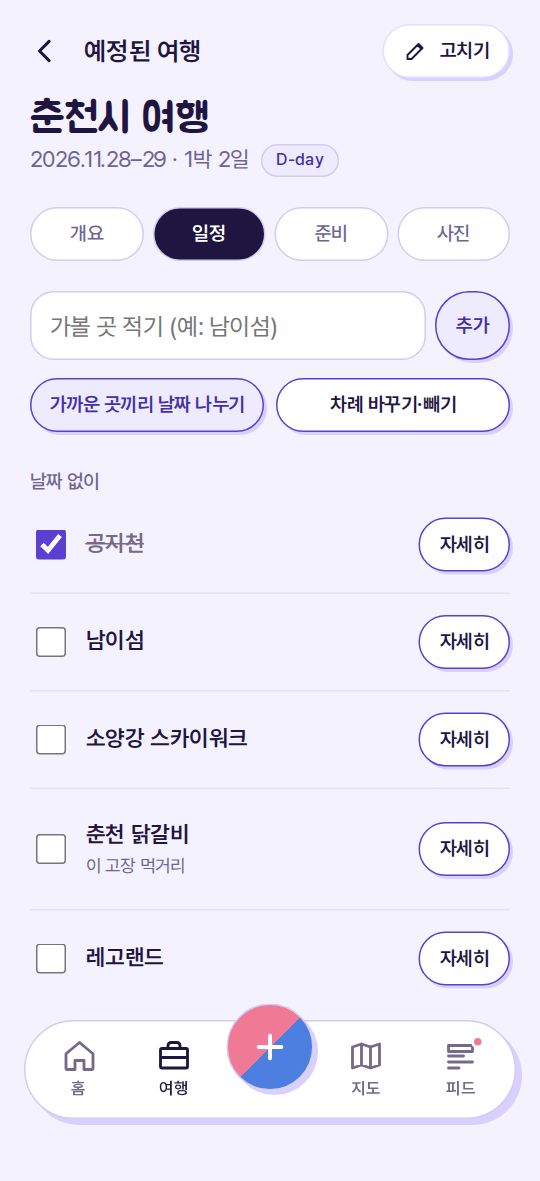 예정된 여행
고치기
춘천시 여행
2026.11.28–29 · 1박 2일 D-day
개요 일정 준비 사진
가볼 곳 적기 (예: 남이섬) 추가
가까운 곳끼리 날짜 나누기 차례 바꾸기·빼기
날짜 없이
공지천 자세히
남이섬 자세히
소양강 스카이워크 자세히
춘천 닭갈비 자세히
이 고장 먹거리
레고랜드 자세히
홈 여행 지도 피드